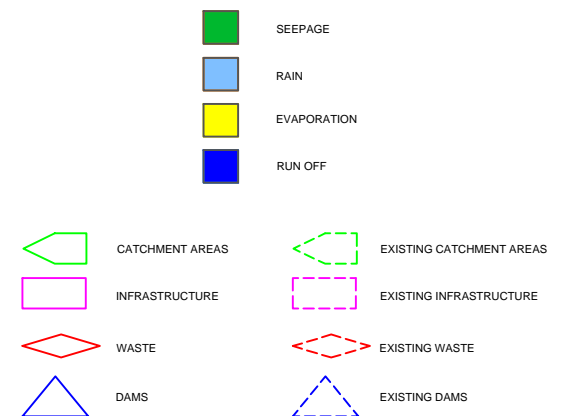 SEEPAGE
RAIN
EVAPORATION
RUN OFF
CATCHMENT AREAS
EXISTING CATCHMENT AREAS
INFRASTRUCTURE
EXISTING INFRASTRUCTURE
WASTE
EXISTING WASTE
DAMS
EXISTING DAMS